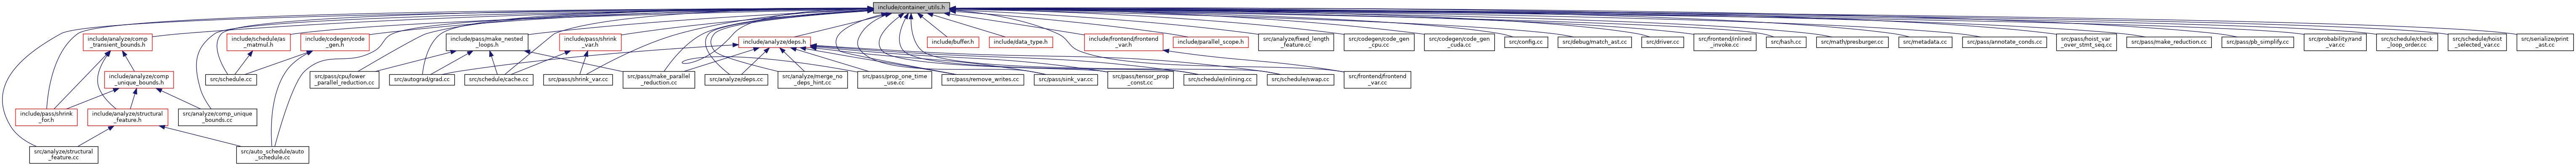 include/container_utils.h
include/analyze/comp
_transient_bounds.h
include/schedule/as
_matmul.h
include/codegen/code
_gen.h
include/pass/make_nested
_loops.h
include/pass/shrink
_var.h
include/analyze/deps.h
include/buffer.h
include/data_type.h
include/frontend/frontend
_var.h
include/parallel_scope.h
src/analyze/fixed_length
_feature.cc
src/codegen/code_gen
_cpu.cc
src/codegen/code_gen
_cuda.cc
src/config.cc
src/debug/match_ast.cc
src/driver.cc
src/frontend/inlined
_invoke.cc
src/hash.cc
src/math/presburger.cc
src/metadata.cc
src/pass/annotate_conds.cc
src/pass/hoist_var
_over_stmt_seq.cc
src/pass/make_reduction.cc
src/pass/pb_simplify.cc
src/probability/rand
_var.cc
src/schedule/check
_loop_order.cc
src/schedule/hoist
_selected_var.cc
src/serialize/print
_ast.cc
include/analyze/comp
_unique_bounds.h
src/schedule.cc
src/pass/cpu/lower
_parallel_reduction.cc
src/autograd/grad.cc
src/schedule/cache.cc
src/pass/shrink_var.cc
src/pass/make_parallel
_reduction.cc
src/analyze/deps.cc
src/analyze/merge_no
_deps_hint.cc
src/pass/prop_one_time
_use.cc
src/pass/remove_writes.cc
src/pass/sink_var.cc
src/pass/tensor_prop
_const.cc
src/schedule/inlining.cc
src/schedule/swap.cc
src/frontend/frontend
_var.cc
include/pass/shrink
_for.h
include/analyze/structural
_feature.h
src/analyze/comp_unique
_bounds.cc
src/analyze/structural
_feature.cc
src/auto_schedule/auto
_schedule.cc